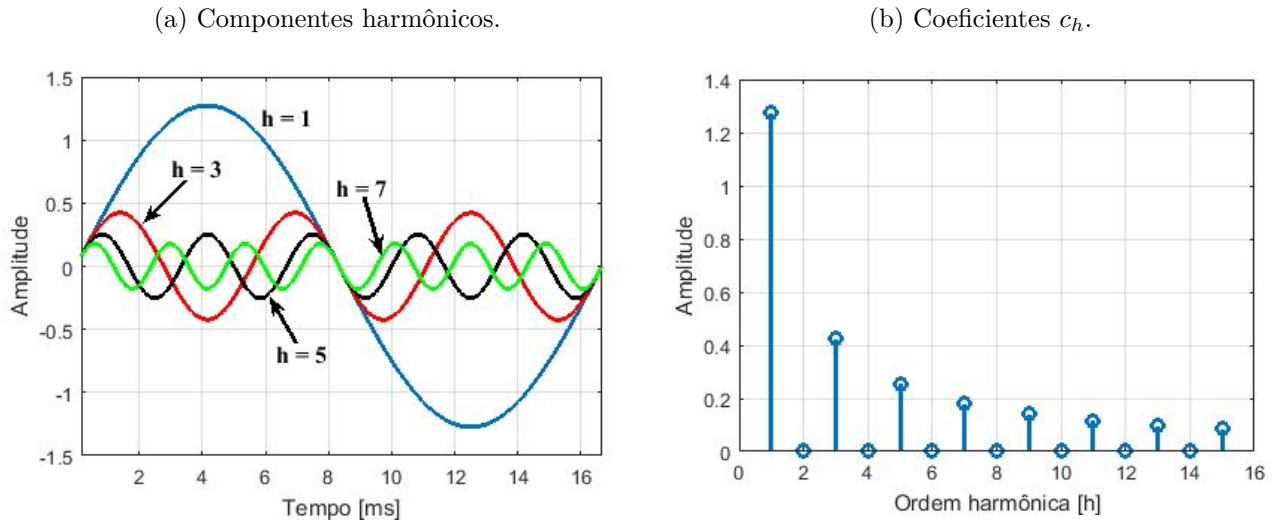 (a) Componentes harmônicos.
1.5
1
0.5
0
-0.5
-1
-1.5
Amplitude
h = 1
h = 3
h = 7
h = 5
2 4 6 8 10 12 14 16
Tempo [ms]
(b) Coeficientes c_h.
1.4
1.2
1
0.8
0.6
0.4
0.2
0
Amplitude
0 2 4 6 8 10 12 14 16
Ordem harmônica [h]